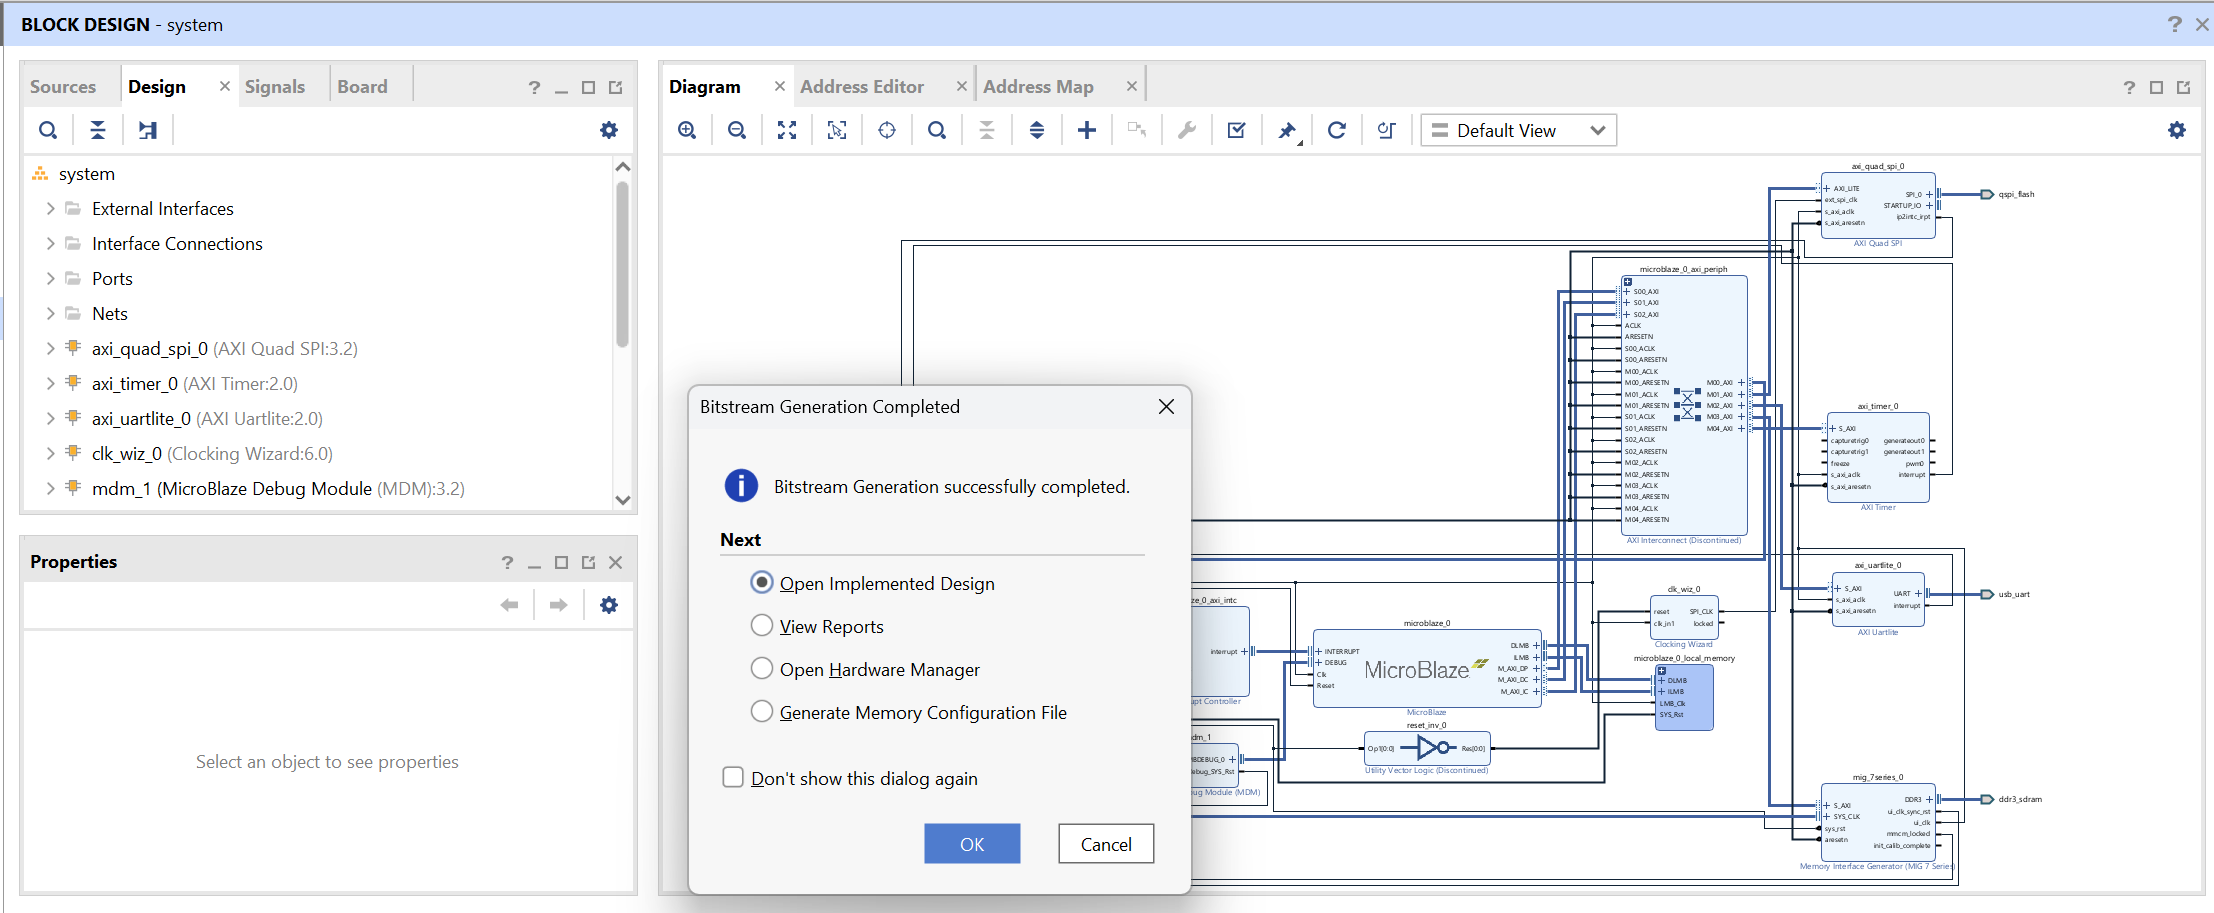 BLOCK DESIGN - system
Sources
Design
Signals
Board
system
External Interfaces
Interface Connections
Ports
Nets
axi_quad_spi_0 (AXI Quad SPI:3.2)
axi_timer_0 (AXI Timer:2.0)
axi_uartlite_0 (AXI Uartlite:2.0)
clk_wiz_0 (Clocking Wizard:6.0)
mdm_1 (MicroBlaze Debug Module (MDM):3.2)
Properties
Select an object to see properties
Diagram
Address Editor
Address Map
Default View
axi_quad_spi_0
AXI_LITE
ext_spi_clk
s_axi_aclk
s_axi_aresetn
SPI_0
STARTUP_IO
ip2intc_irpt
AXI Quad SPI
qspi_flash
microblaze_0_axi_periph
S00_AXI
S01_AXI
S02_AXI
ACLK
ARESETN
S00_ACLK
S00_ARESETN
M00_ACLK
M00_ARESETN
M01_ACLK
M01_ARESETN
S01_ACLK
S01_ARESETN
S02_ACLK
S02_ARESETN
M02_ACLK
M02_ARESETN
M03_ACLK
M03_ARESETN
M04_ACLK
M04_ARESETN
M00_AXI
M01_AXI
M02_AXI
M03_AXI
M04_AXI
AXI Interconnect (Discontinued)
axi_timer_0
S_AXI
capturetrig0
capturetrig1
freeze
s_axi_aclk
s_axi_aresetn
generateout0
generateout1
pwm0
interrupt
AXI Timer
axi_uartlite_0
S_AXI
s_axi_aclk
s_axi_aresetn
UART
interrupt
AXI Uartlite
usb_uart
clk_wiz_0
reset
clk_in1
SPI_CLK
locked
Clocking Wizard
microblaze_0_local_memory
DLMB
ILMB
LMB_Clk
SYS_Rst
ze_0_axi_intc
interrupt
upt Controller
microblaze_0
INTERRUPT
DEBUG
Clk
Reset
MicroBlaze
DLMB
ILMB
M_AXI_DP
M_AXI_DC
M_AXI_IC
MicroBlaze
reset_inv_0
Op1[0:0]
Res[0:0]
Utility Vector Logic (Discontinued)
dm_1
BDEBUG_0
ebug_SYS_Rst
ug Module (MDM)
mig_7series_0
S_AXI
SYS_CLK
sys_rst
aresetn
DDR3
ui_clk_sync_rst
ui_clk
mmcm_locked
init_calib_complete
Memory Interface Generator (MIG 7 Series)
ddr3_sdram
Bitstream Generation Completed
Bitstream Generation successfully completed.
Next
Open Implemented Design
View Reports
Open Hardware Manager
Generate Memory Configuration File
Don't show this dialog again
OK
Cancel